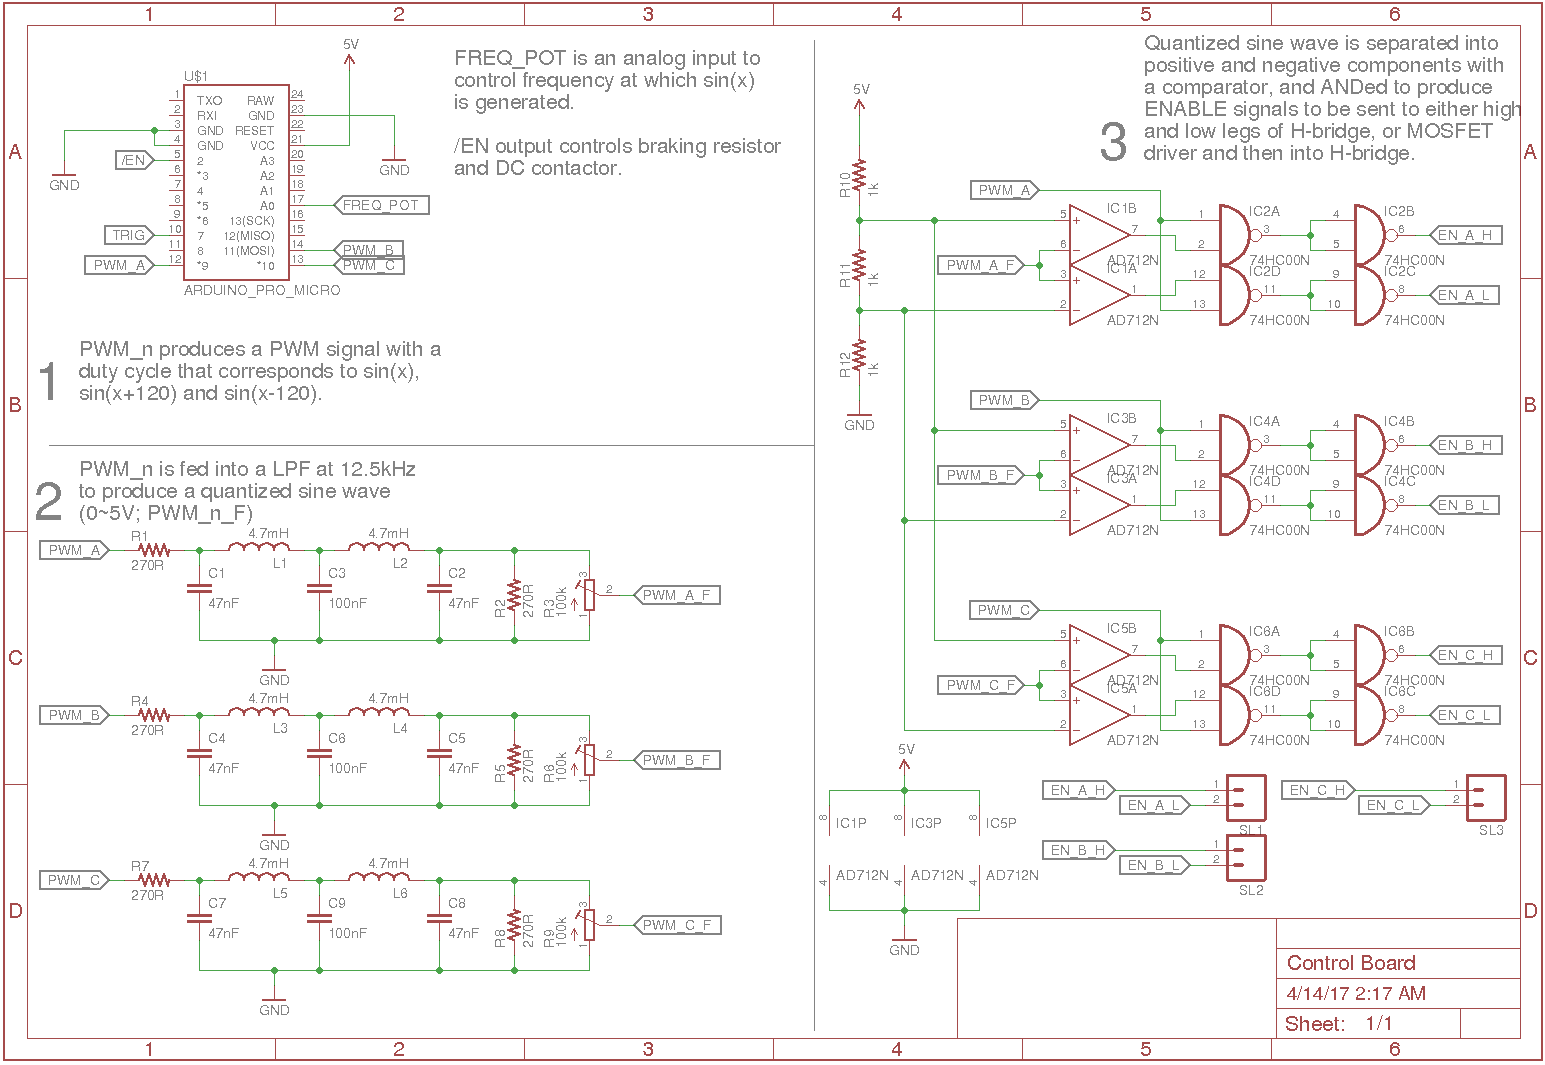 1 2 3 4 5 6
A
B
C
D
5V
U$1
1 TXO RAW 24
2 RXI GND 23
3 GND RESET 22
4 GND VCC 21
5 2 A3 20
6 *3 A2 19
7 4 A1 18
8 *5 A0 17
9 *6 13(SCK) 16
10 7 12(MISO) 15
11 8 11(MOSI) 14
12 *9 *10 13
ARDUINO_PRO_MICRO
GND
/EN
TRIG
PWM_A
GND
FREQ_POT
PWM_B
PWM_C
FREQ_POT is an analog input to
control frequency at which sin(x)
is generated.
/EN output controls braking resistor
and DC contactor.
1
PWM_n produces a PWM signal with a
duty cycle that corresponds to sin(x),
sin(x+120) and sin(x-120).
2
PWM_n is fed into a LPF at 12.5kHz
to produce a quantized sine wave
(0~5V; PWM_n_F)
PWM_A
R1
270R
4.7mH
L1
4.7mH
L2
C1
47nF
C3
100nF
C2
47nF
R2
270R
R3
100k
3
2
1
PWM_A_F
GND
PWM_B
R4
270R
4.7mH
L3
4.7mH
L4
C4
47nF
C6
100nF
C5
47nF
R5
270R
R6
100k
3
2
1
PWM_B_F
GND
PWM_C
R7
270R
4.7mH
L5
4.7mH
L6
C7
47nF
C9
100nF
C8
47nF
R8
270R
R9
100k
3
2
1
PWM_C_F
GND
3
Quantized sine wave is separated into
positive and negative components with
a comparator, and ANDed to produce
ENABLE signals to be sent to either high
and low legs of H-bridge, or MOSFET
driver and then into H-bridge.
5V
R10
1k
R11
1k
R12
1k
GND
PWM_A
PWM_A_F
5
6
7
IC1B
AD712N
3
2
1
IC1A
AD712N
1
2
3
IC2A
74HC00N
4
5
6
IC2B
74HC00N
EN_A_H
12
13
11
IC2D
74HC00N
9
10
8
IC2C
74HC00N
EN_A_L
PWM_B
PWM_B_F
5
6
7
IC3B
AD712N
3
2
1
IC3A
AD712N
1
2
3
IC4A
74HC00N
4
5
6
IC4B
74HC00N
EN_B_H
12
13
11
IC4D
74HC00N
9
10
8
IC4C
74HC00N
EN_B_L
PWM_C
PWM_C_F
5
6
7
IC5B
AD712N
3
2
1
IC5A
AD712N
1
2
3
IC6A
74HC00N
4
5
6
IC6B
74HC00N
EN_C_H
12
13
11
IC6D
74HC00N
9
10
8
IC6C
74HC00N
EN_C_L
5V
8 IC1P
8 IC3P
8 IC5P
4 AD712N
4 AD712N
4 AD712N
GND
EN_A_H 1
EN_A_L 2
SL1
EN_B_H 1
EN_B_L 2
SL2
EN_C_H 1
EN_C_L 2
SL3
A
B
C
D
Control Board
4/14/17 2:17 AM
Sheet: 1/1
1 2 3 4 5 6